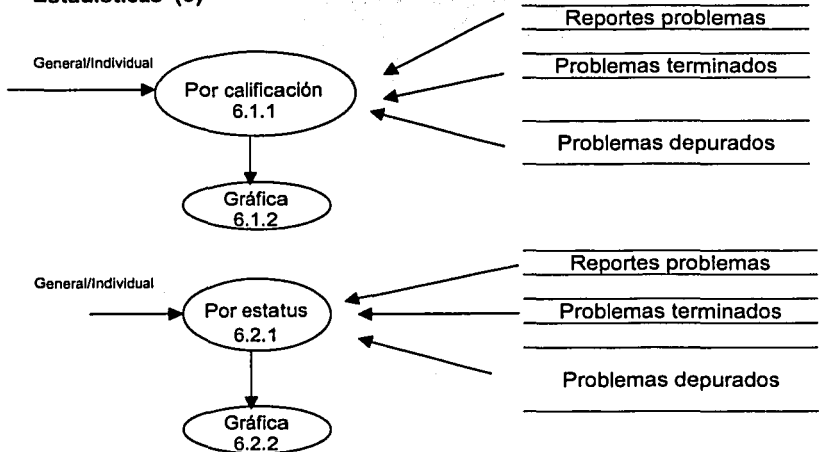 Estadísticas (6)
Reportes problemas
General/Individual
Problemas terminados
Por calificación
6.1.1
Problemas depurados
Gráfica
6.1.2
Reportes problemas
General/Individual
Por estatus
6.2.1
Problemas terminados
Problemas depurados
Gráfica
6.2.2